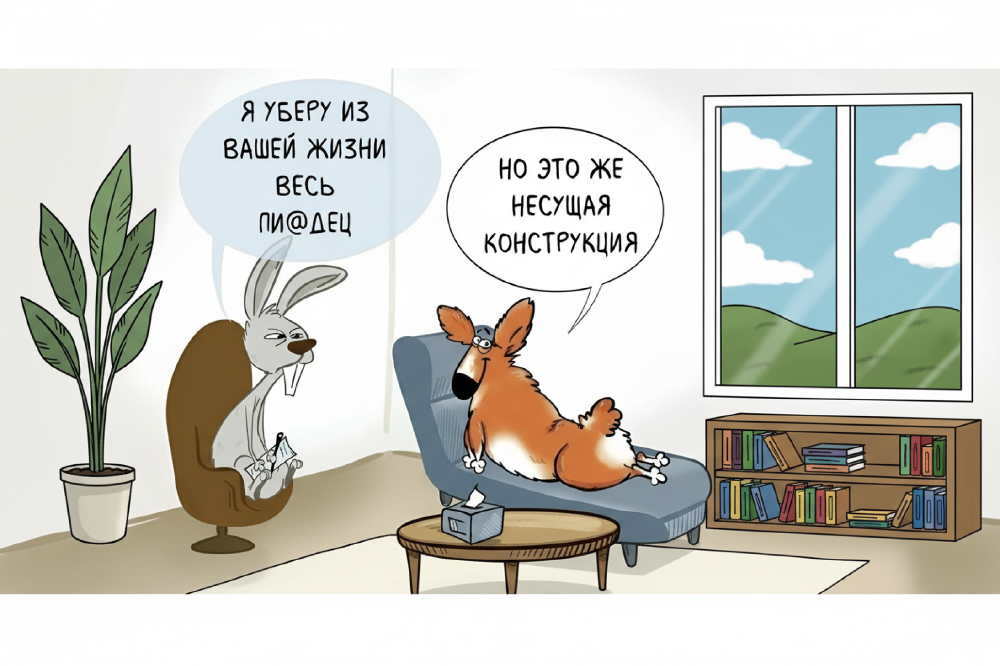 Я УБЕРУ ИЗ
ВАШЕЙ ЖИЗНИ
ВЕСЬ
ПИ@ДЕЦ
НО ЭТО ЖЕ
НЕСУЩАЯ
КОНСТРУКЦИЯ